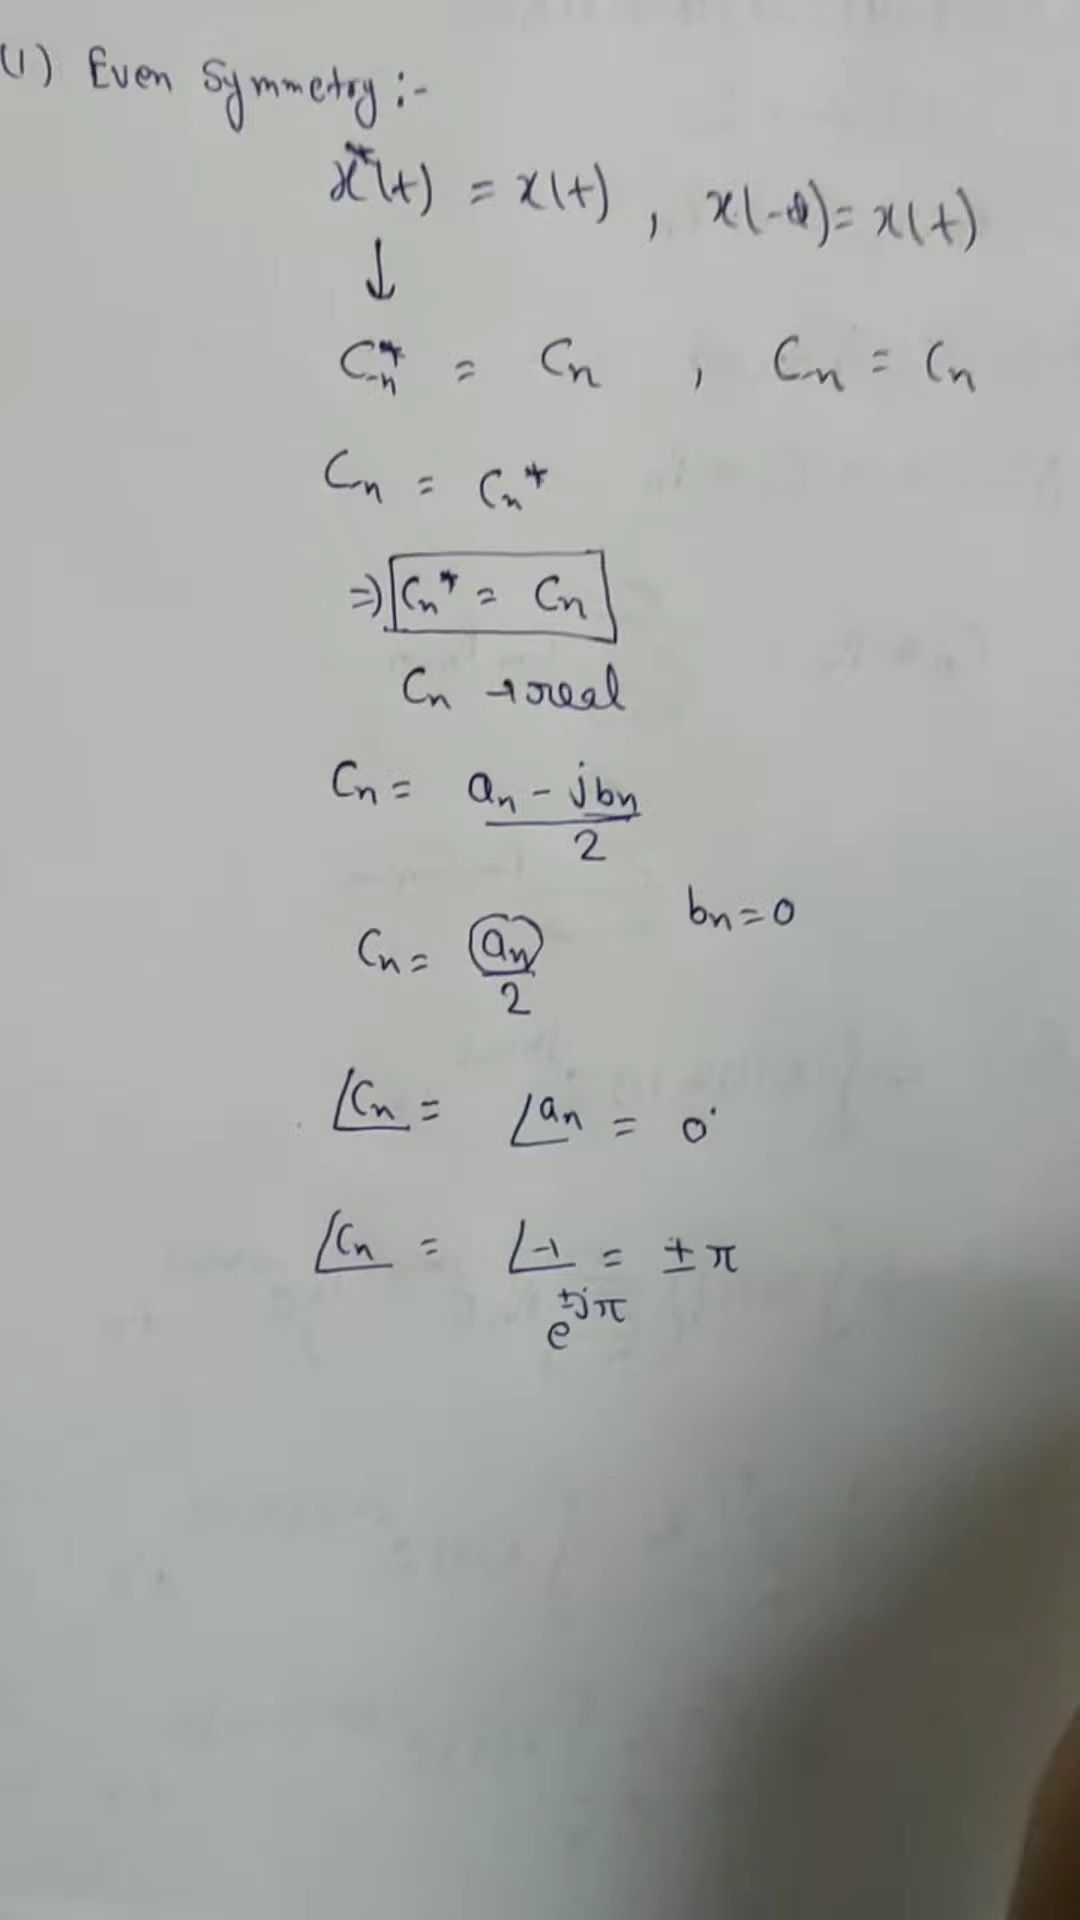 (1) Even Symmetry :-
x*(t) = x(t) , x(-t) = x(t)
↓
C-n* = Cn , C-n = Cn
C-n = Cn*
⇒ Cn* = Cn
Cn → real
Cn = an - jbn / 2
bn = 0
Cn = an / 2
∠Cn = ∠an = 0°
∠Cn = ∠-1 = ± π
e^±jπ